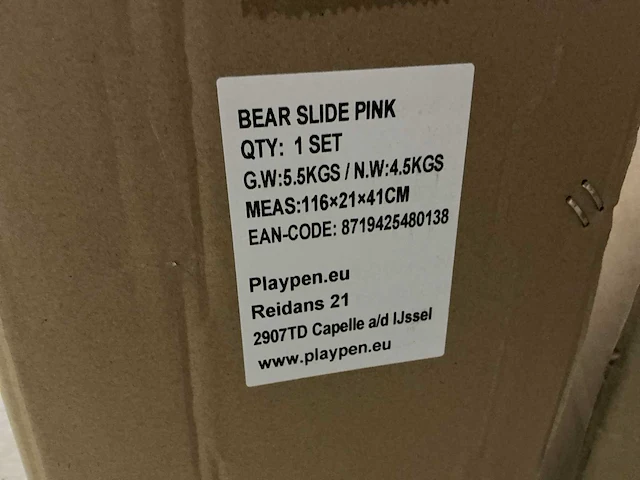 BEAR SLIDE PINK
QTY: 1 SET
G.W:5.5KGS / N.W:4.5KGS
MEAS:116×21×41CM
EAN-CODE: 8719425480138
Playpen.eu
Reidans 21
2907TD Capelle a/d IJssel
www.playpen.eu